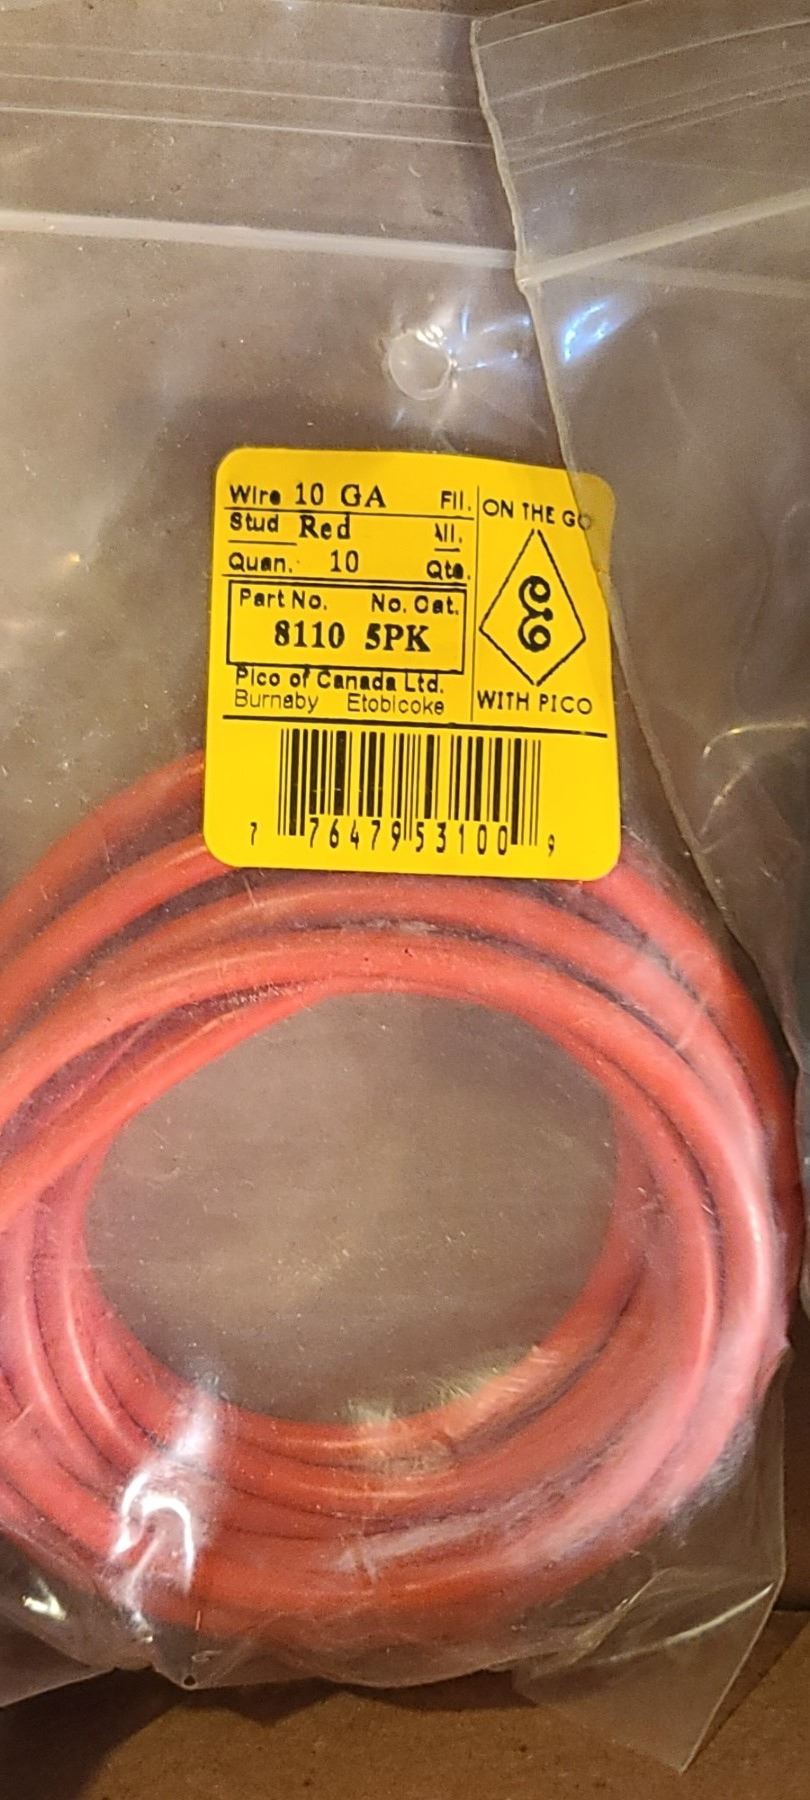 Wire 10 GA Fil.
Stud Red All.
Quan. 10 Qte.
Part No. No. Cat.
8110 5PK
Pico of Canada Ltd.
Burnaby Etobicoke
ON THE GO
WITH PICO
7 76479 53100 9